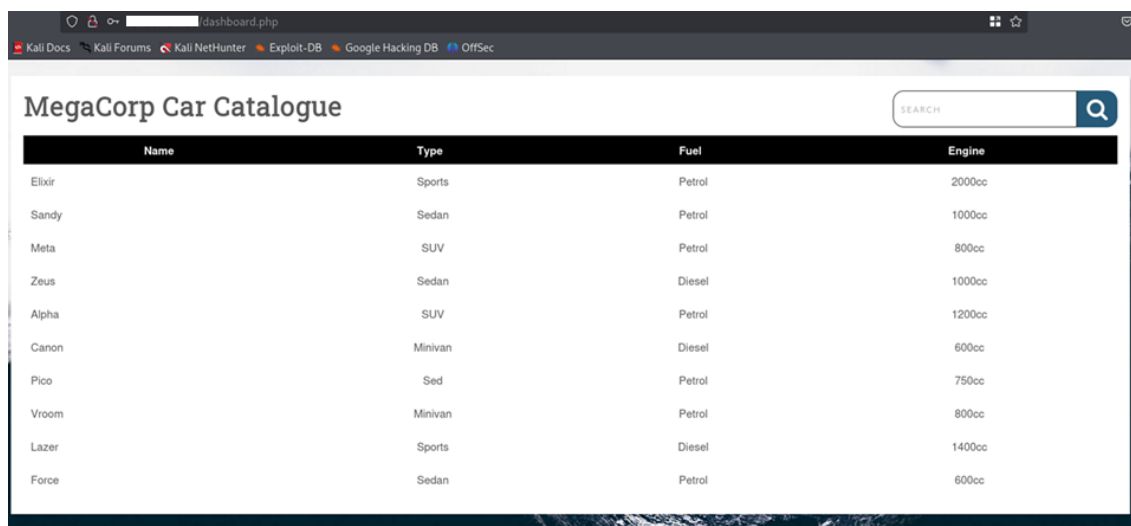 /dashboard.php
Kali Docs Kali Forums Kali NetHunter Exploit-DB Google Hacking DB OffSec
MegaCorp Car Catalogue
SEARCH
Name Type Fuel Engine
Elixir Sports Petrol 2000cc
Sandy Sedan Petrol 1000cc
Meta SUV Petrol 800cc
Zeus Sedan Diesel 1000cc
Alpha SUV Petrol 1200cc
Canon Minivan Diesel 600cc
Pico Sed Petrol 750cc
Vroom Minivan Petrol 800cc
Lazer Sports Diesel 1400cc
Force Sedan Petrol 600cc